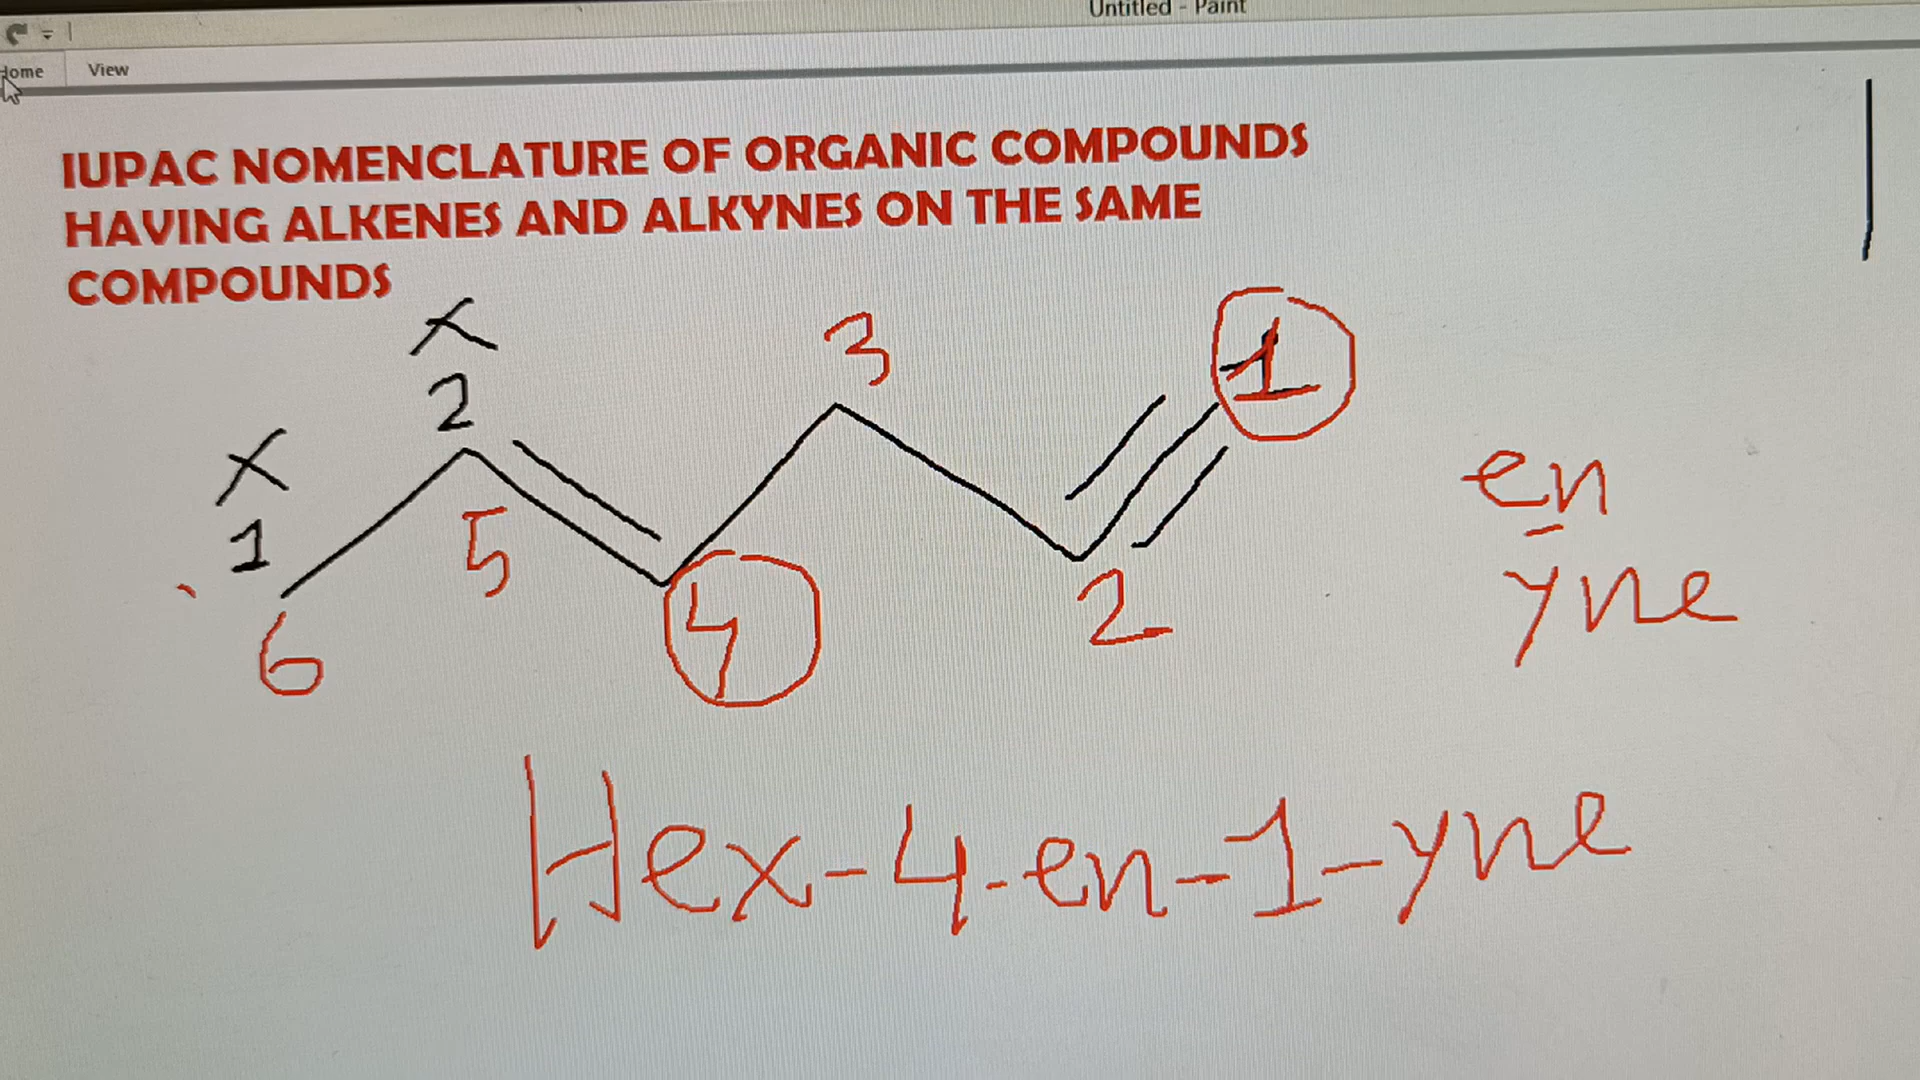 Untitled - Paint
Home View
IUPAC NOMENCLATURE OF ORGANIC COMPOUNDS
HAVING ALKENES AND ALKYNES ON THE SAME
COMPOUNDS
x
2
x
1
3
1
5
6
4
2
en
yne
Hex-4-en-1-yne